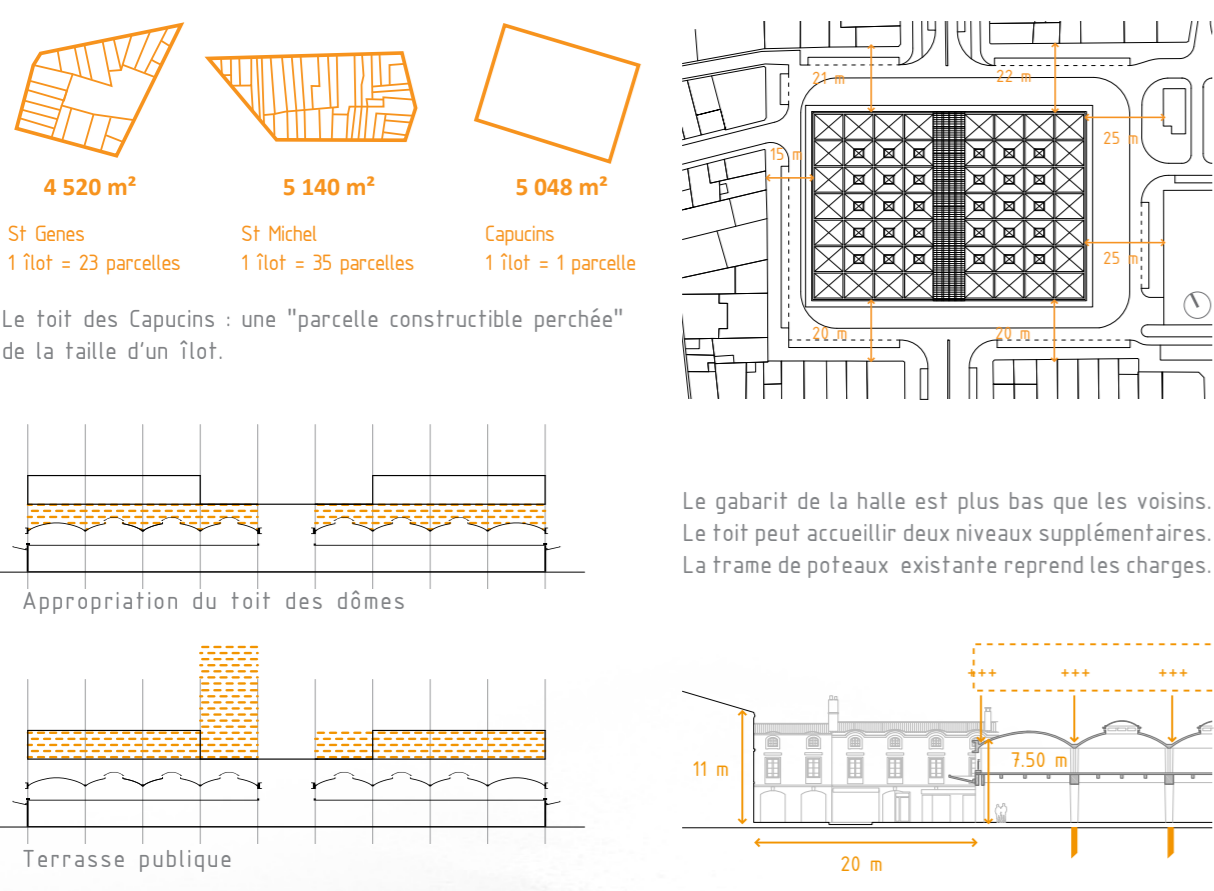 4 520 m²
5 140 m²
5 048 m²
St Genes
1 îlot = 23 parcelles
St Michel
1 îlot = 35 parcelles
Capucins
1 îlot = 1 parcelle
Le toit des Capucins : une "parcelle constructible perchée"
de la taille d'un îlot.
21 m
22 m
15 m
25 m
25 m
20 m
20 m
Appropriation du toit des dômes
Terrasse publique
Le gabarit de la halle est plus bas que les voisins.
Le toit peut accueillir deux niveaux supplémentaires.
La trame de poteaux existante reprend les charges.
+++
+++
+++
11 m
7.50 m
20 m